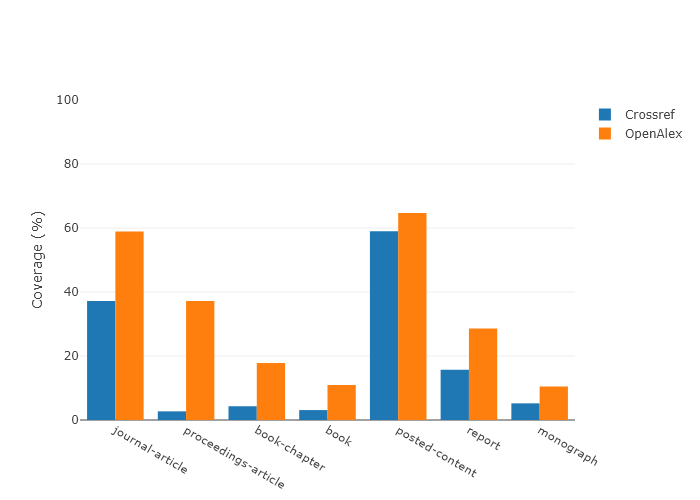 100
80
60
40
20
0
Coverage (%)
journal-article
proceedings-article
book-chapter
book
posted-content
report
monograph
Crossref
OpenAlex